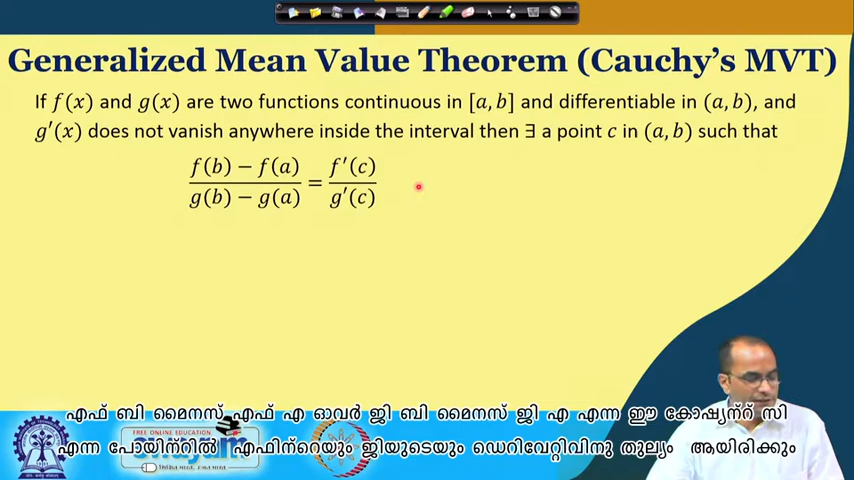 Generalized Mean Value Theorem (Cauchy's MVT)
If f(x) and g(x) are two functions continuous in [a, b] and differentiable in (a, b), and
g′(x) does not vanish anywhere inside the interval then ∃ a point c in (a, b) such that
f(b) − f(a) / g(b) − g(a) = f′(c) / g′(c)
എഫ് ബി മൈനസ് എഫ് എ ഓവർ ജി ബി മൈനസ് ജി എ എന്ന ഈ കോഷ്യന്റ് സി
എന്ന പോയിന്റിൽ എഫിന്റെയും ജിയുടെയും ഡെറിവേറ്റിവിനു തുല്യം ആയിരിക്കും
FREE ONLINE EDUCATION
swayam